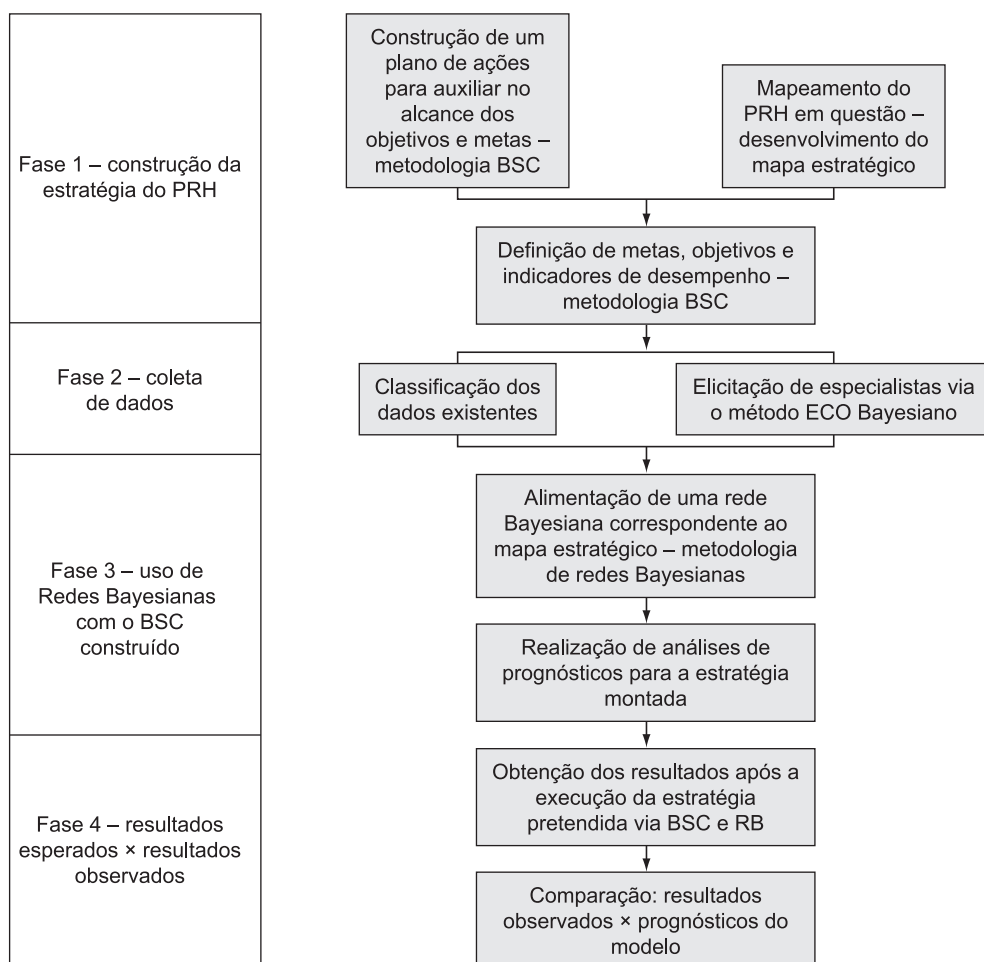 Fase 1 – construção da
estratégia do PRH
Construção de um
plano de ações
para auxiliar no
alcance dos
objetivos e metas –
metodologia BSC
Mapeamento do
PRH em questão –
desenvolvimento do
mapa estratégico
Definição de metas, objetivos e
indicadores de desempenho –
metodologia BSC
Fase 2 – coleta
de dados
Classificação dos
dados existentes
Elicitação de especialistas via
o método ECO Bayesiano
Fase 3 – uso de
Redes Bayesianas
com o BSC
construído
Alimentação de uma rede
Bayesiana correspondente ao
mapa estratégico – metodologia
de redes Bayesianas
Realização de análises de
prognósticos para a estratégia
montada
Fase 4 – resultados
esperados × resultados
observados
Obtenção dos resultados após a
execução da estratégia
pretendida via BSC e RB
Comparação: resultados
observados × prognósticos do
modelo